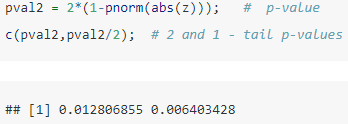 pval2 = 2*(1-pnorm(abs(z)));   #  p-value
c(pval2,pval2/2);  # 2 and 1 - tail p-values
## [1] 0.012806855 0.006403428